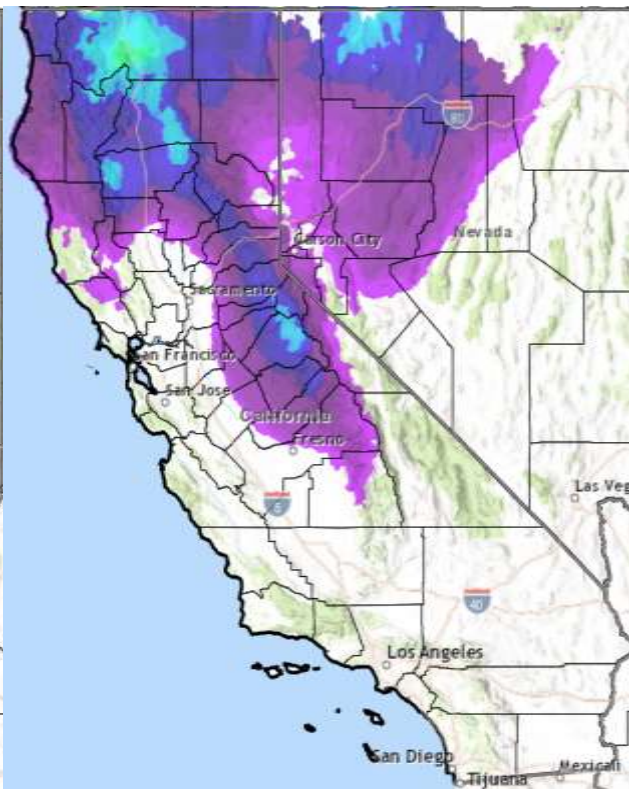 80
Carson City
Nevada
Sacramento
San Francisco
San Jose
California
Fresno
5
Las Veg
40
Los Angeles
San Diego
Tijuana
Mexicali